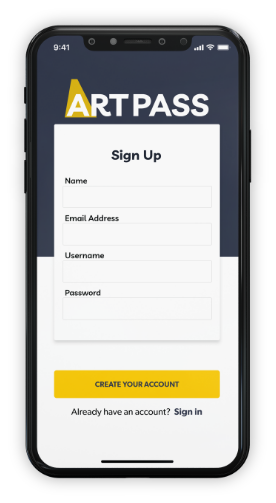 9:41
ARTPASS
Sign Up
Name
Email Address
Username
Password
CREATE YOUR ACCOUNT
Already have an account? Sign in